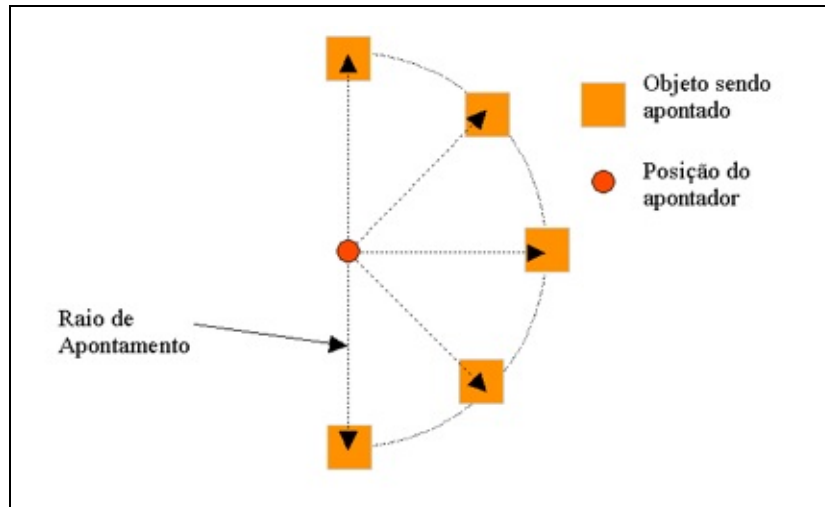 Objeto sendo
apontado
Posição do
apontador
Raio de
Apontamento